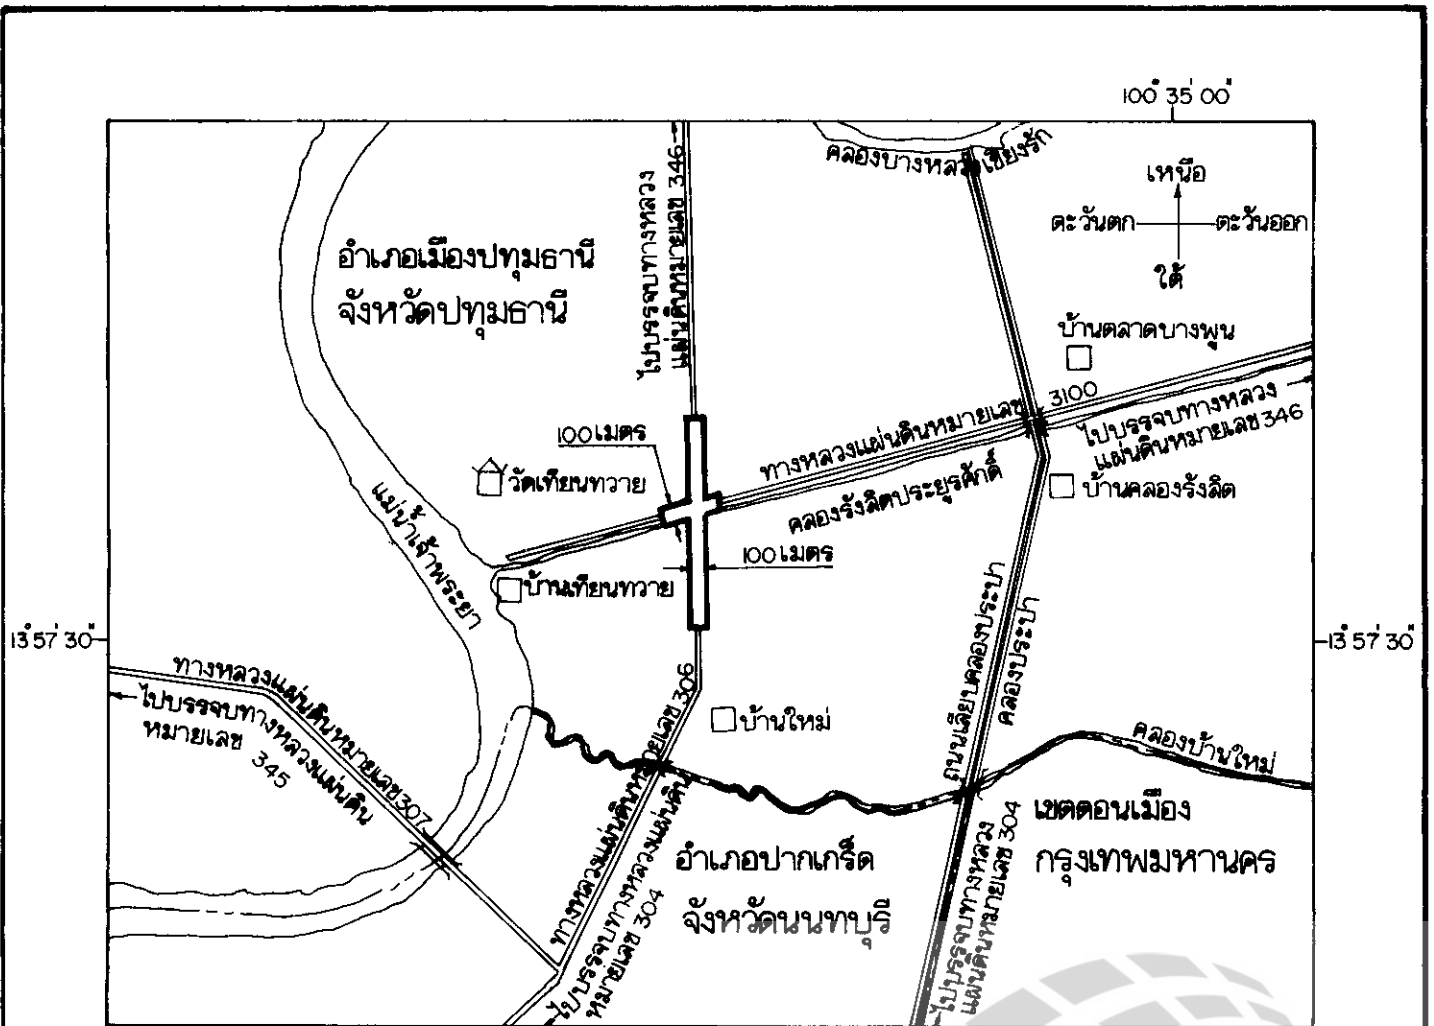 100° 35' 00"
คลองบางหลวงเชียงราก
เหนือ
ตะวันตก
ตะวันออก
ใต้
ไปบรรจบทางหลวง
แผ่นดินหมายเลข 346
อำเภอเมืองปทุมธานี
จังหวัดปทุมธานี
บ้านตลาดบางพูน
3100
ทางหลวงแผ่นดินหมายเลข
ไปบรรจบทางหลวง
แผ่นดินหมายเลข 346
100 เมตร
วัดเทียนถวาย
คลองรังสิตประยูรศักดิ์
บ้านคลองรังสิต
แม่น้ำเจ้าพระยา
100 เมตร
บ้านเทียนถวาย
13° 57' 30"
13° 57' 30"
ถนนเลียบคลองประปา
คลองประปา
ทางหลวงแผ่นดินหมายเลข 307
ไปบรรจบทางหลวงแผ่นดิน
หมายเลข 345
ทางหลวงแผ่นดินหมายเลข 306
บ้านใหม่
คลองบ้านใหม่
ไปบรรจบทางหลวงแผ่นดิน
หมายเลข 304
อำเภอปากเกร็ด
จังหวัดนนทบุรี
เขตดอนเมือง
กรุงเทพมหานคร
ไปบรรจบทางหลวง
แผ่นดินหมายเลข 304